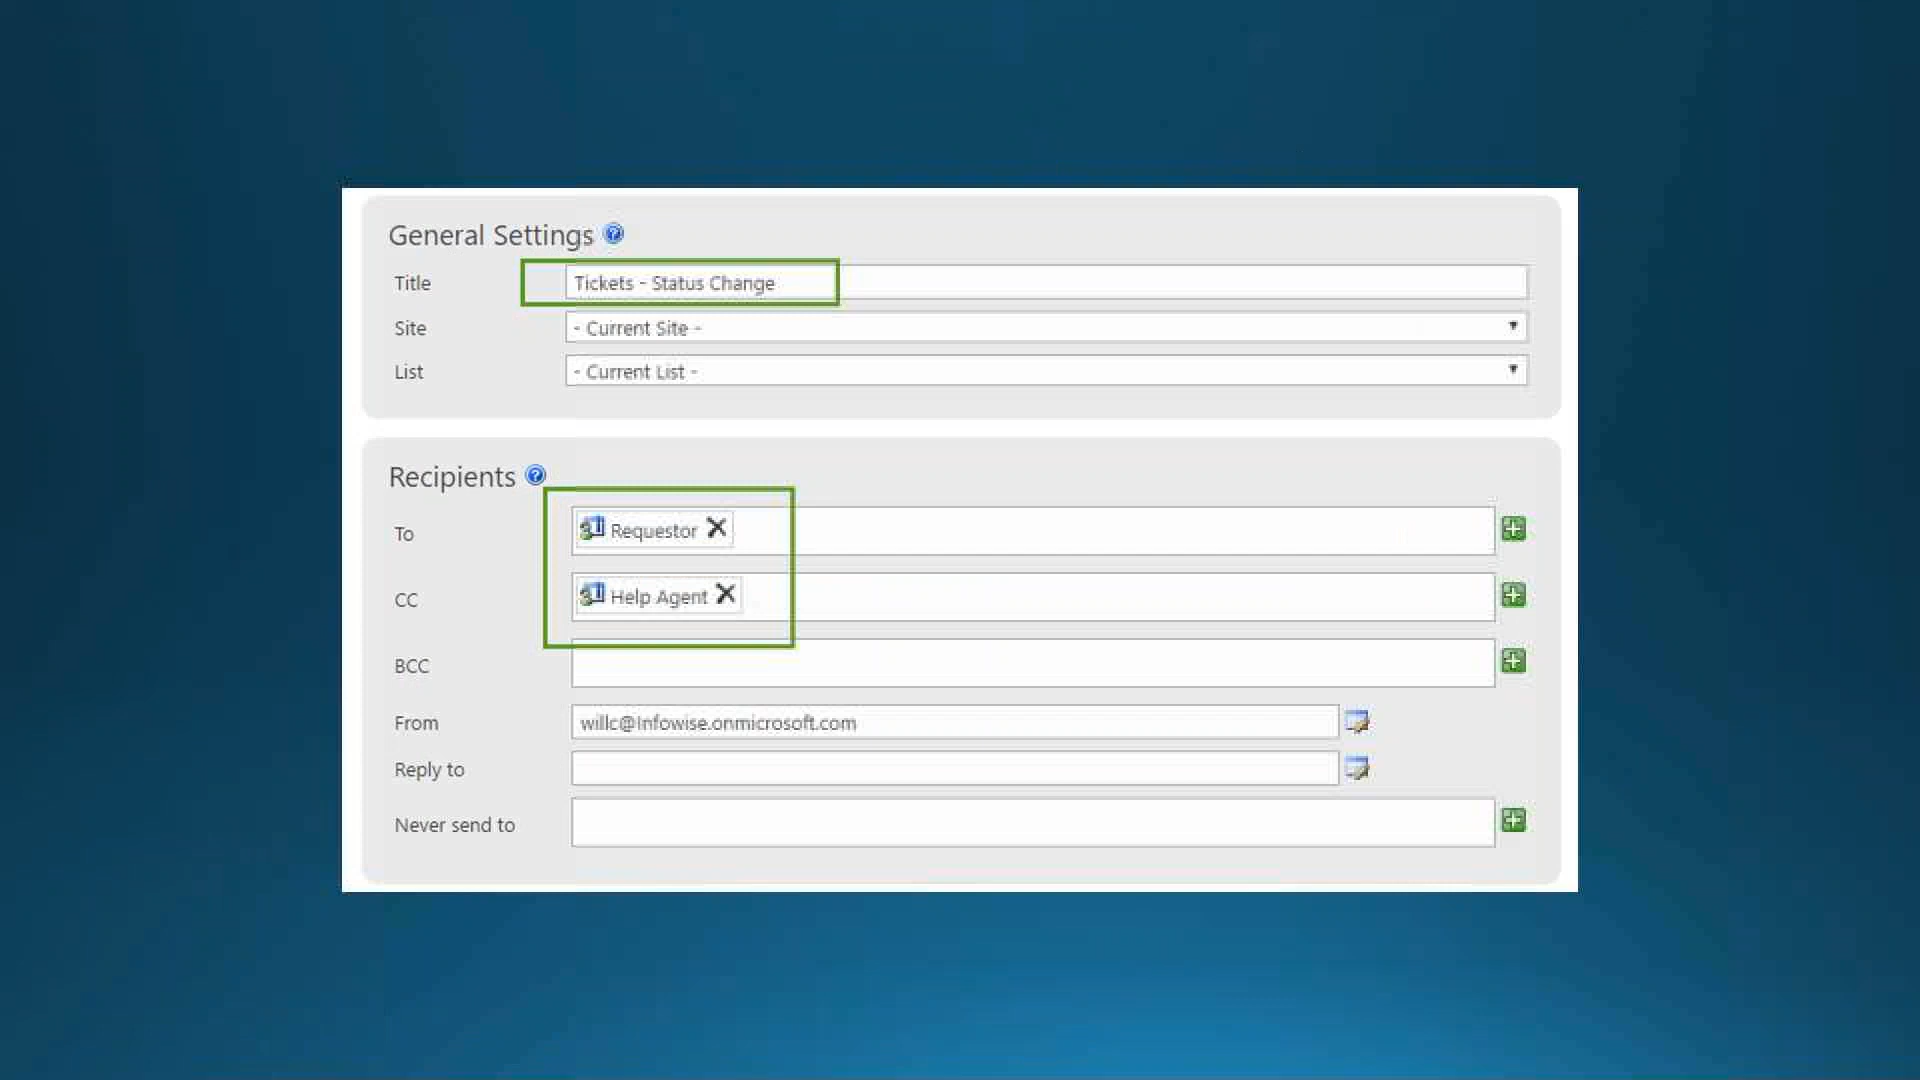 General Settings
Title Tickets - Status Change
Site - Current Site -
List - Current List -
Recipients
To Requestor
CC Help Agent
BCC
From willc@Infowise.onmicrosoft.com
Reply to
Never send to